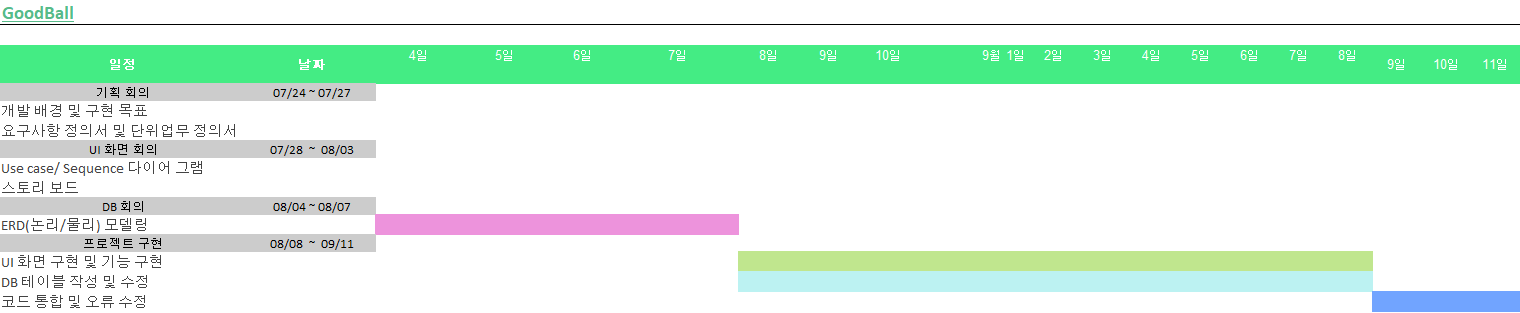 GoodBall
일정 날짜 4일 5일 6일 7일 8일 9일 10일 9월 1일 2일 3일 4일 5일 6일 7일 8일 9일 10일 11일
기획 회의 07/24 ~ 07/27
개발 배경 및 구현 목표
요구사항 정의서 및 단위업무 정의서
UI 화면 회의 07/28 ~ 08/03
Use case/ Sequence 다이어 그램
스토리 보드
DB 회의 08/04 ~ 08/07
ERD(논리/물리) 모델링
프로젝트 구현 08/08 ~ 09/11
UI 화면 구현 및 기능 구현
DB 테이블 작성 및 수정
코드 통합 및 오류 수정